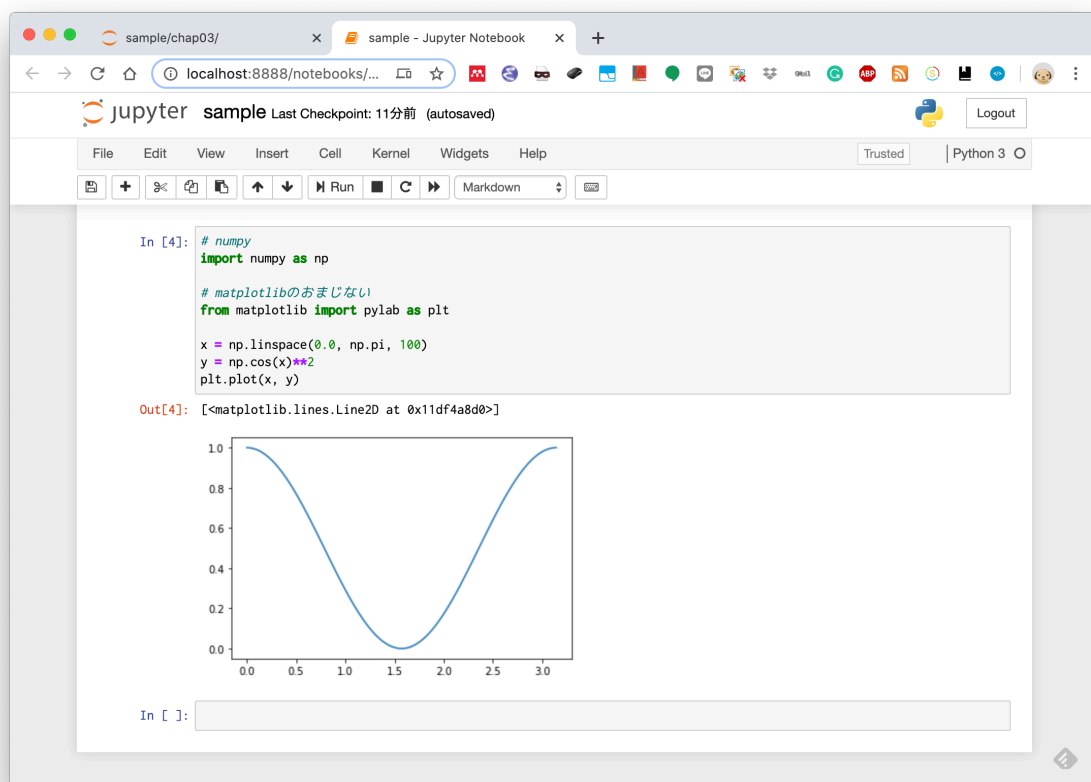 sample/chap03/
sample - Jupyter Notebook
localhost:8888/notebooks/...
ABP
jupyter sample Last Checkpoint: 11分前 (autosaved)
Logout
File Edit View Insert Cell Kernel Widgets Help
Trusted
Python 3
Run
Markdown
In [4]:
# numpy
import numpy as np
# matplotlibのおまじない
from matplotlib import pylab as plt
x = np.linspace(0.0, np.pi, 100)
y = np.cos(x)**2
plt.plot(x, y)
Out[4]: [<matplotlib.lines.Line2D at 0x11df4a8d0>]
1.0
0.8
0.6
0.4
0.2
0.0
0.0 0.5 1.0 1.5 2.0 2.5 3.0
In [ ]: